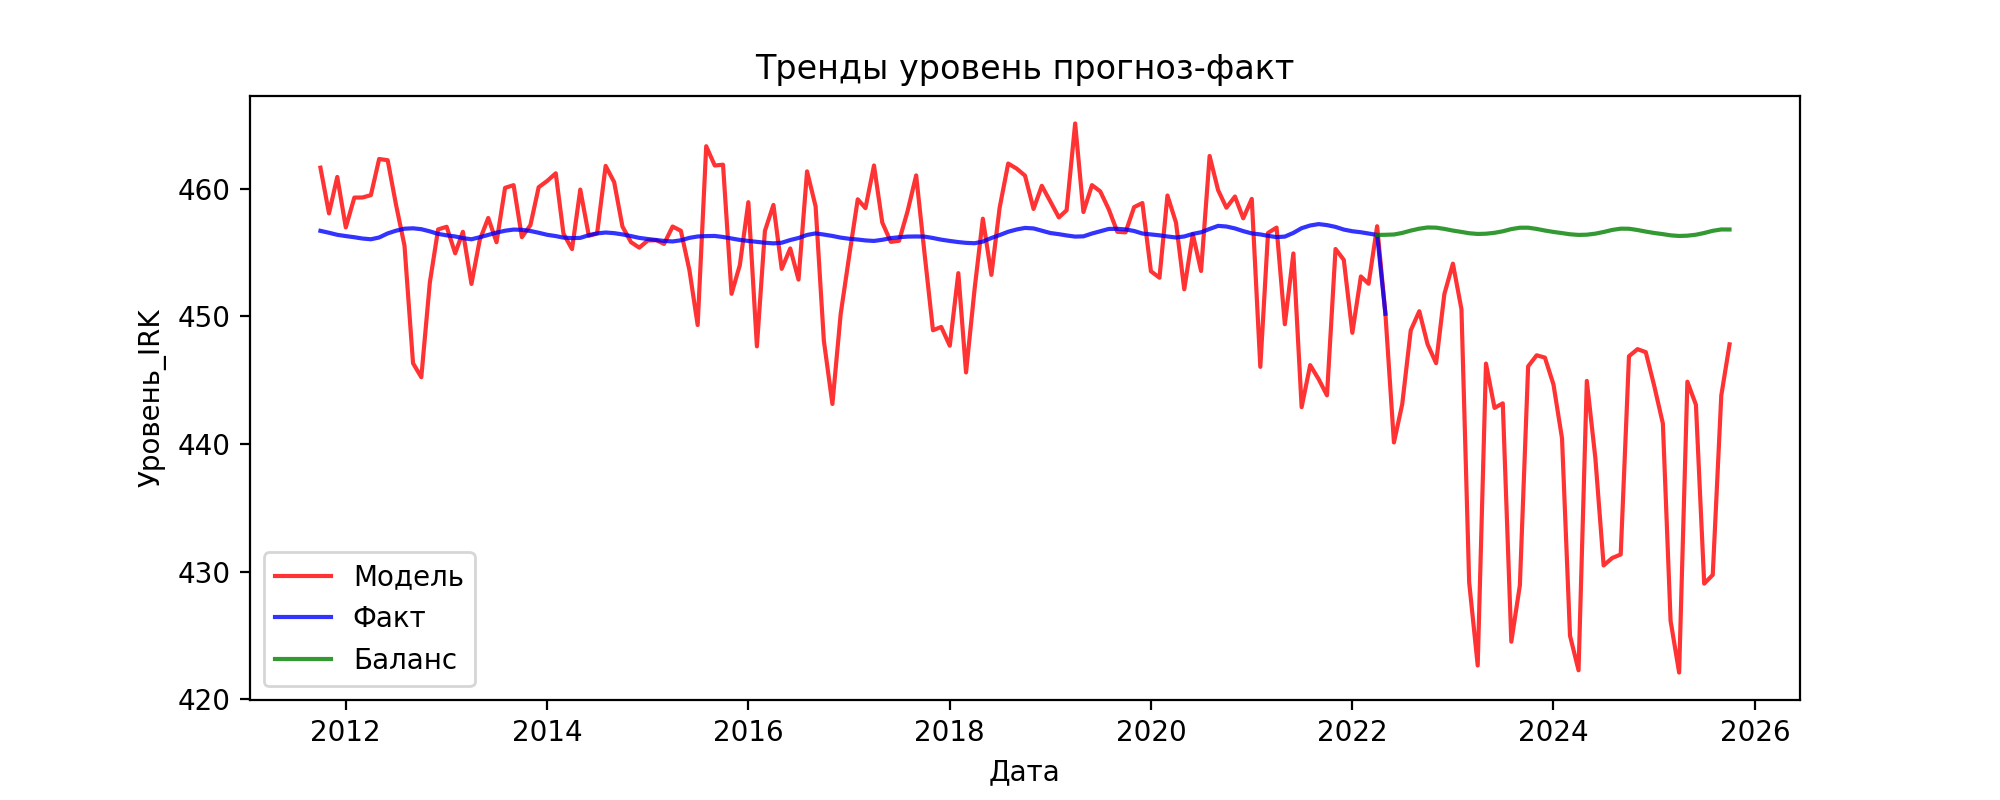 Тренды уровень прогноз-факт
Уровень_IRK
460
450
440
430
420
Модель
Факт
Баланс
2012 2014 2016 2018 2020 2022 2024 2026
Дата